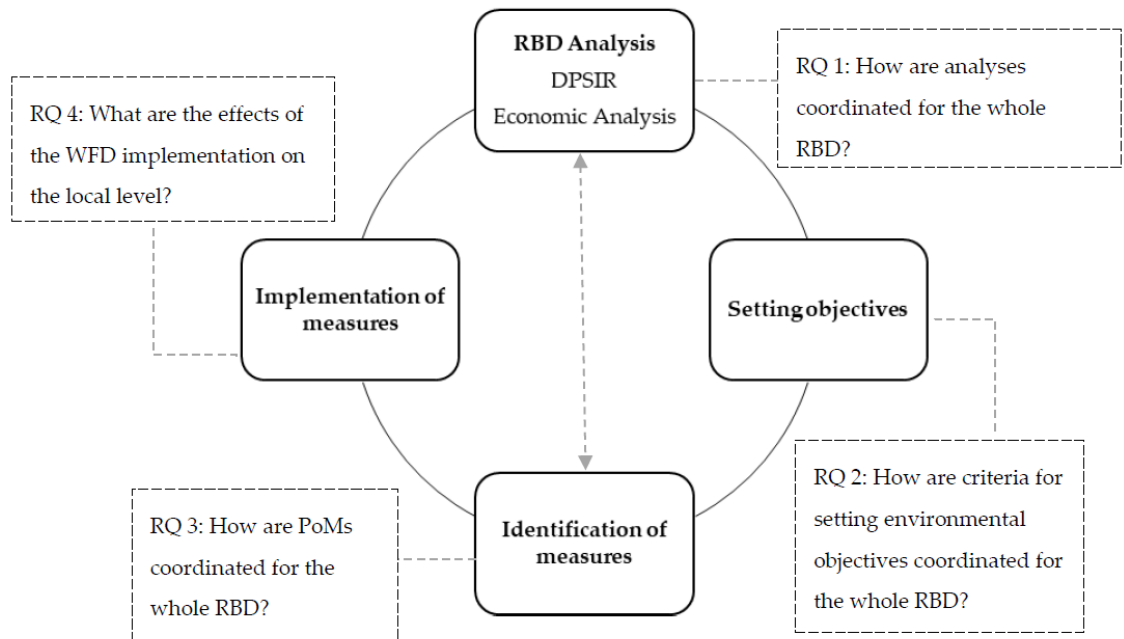 RBD Analysis
DPSIR
Economic Analysis
RQ 1: How are analyses
coordinated for the whole
RBD?
RQ 4: What are the effects of
the WFD implementation on
the local level?
Implementation of
measures
Setting objectives
RQ 2: How are criteria for
setting environmental
objectives coordinated for
the whole RBD?
Identification of
measures
RQ 3: How are PoMs
coordinated for the
whole RBD?